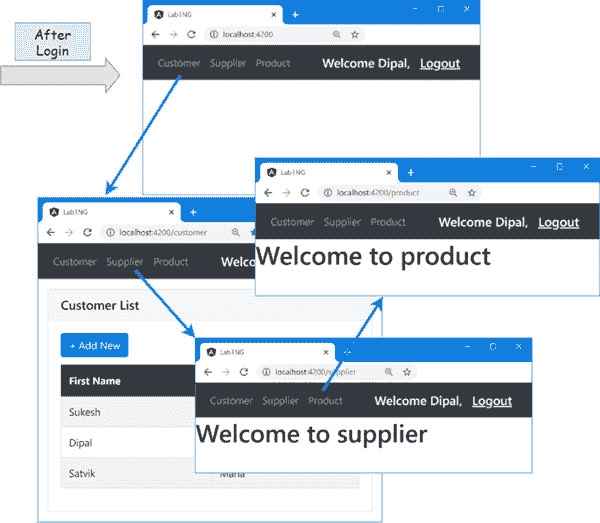 After
Login
Lab1NG
localhost:4200
Customer Supplier Product Welcome Dipal, Logout
Lab1NG
localhost:4200/product
Customer Supplier Product Welcome Dipal, Logout
Welcome to product
Lab1NG
localhost:4200/customer
Customer Supplier Product
Customer List
+ Add New
First Name
Sukesh
Dipal
Satvik
Lab1NG
localhost:4200/supplier
Customer Supplier Product Welcome Dipal, Logout
Welcome to supplier